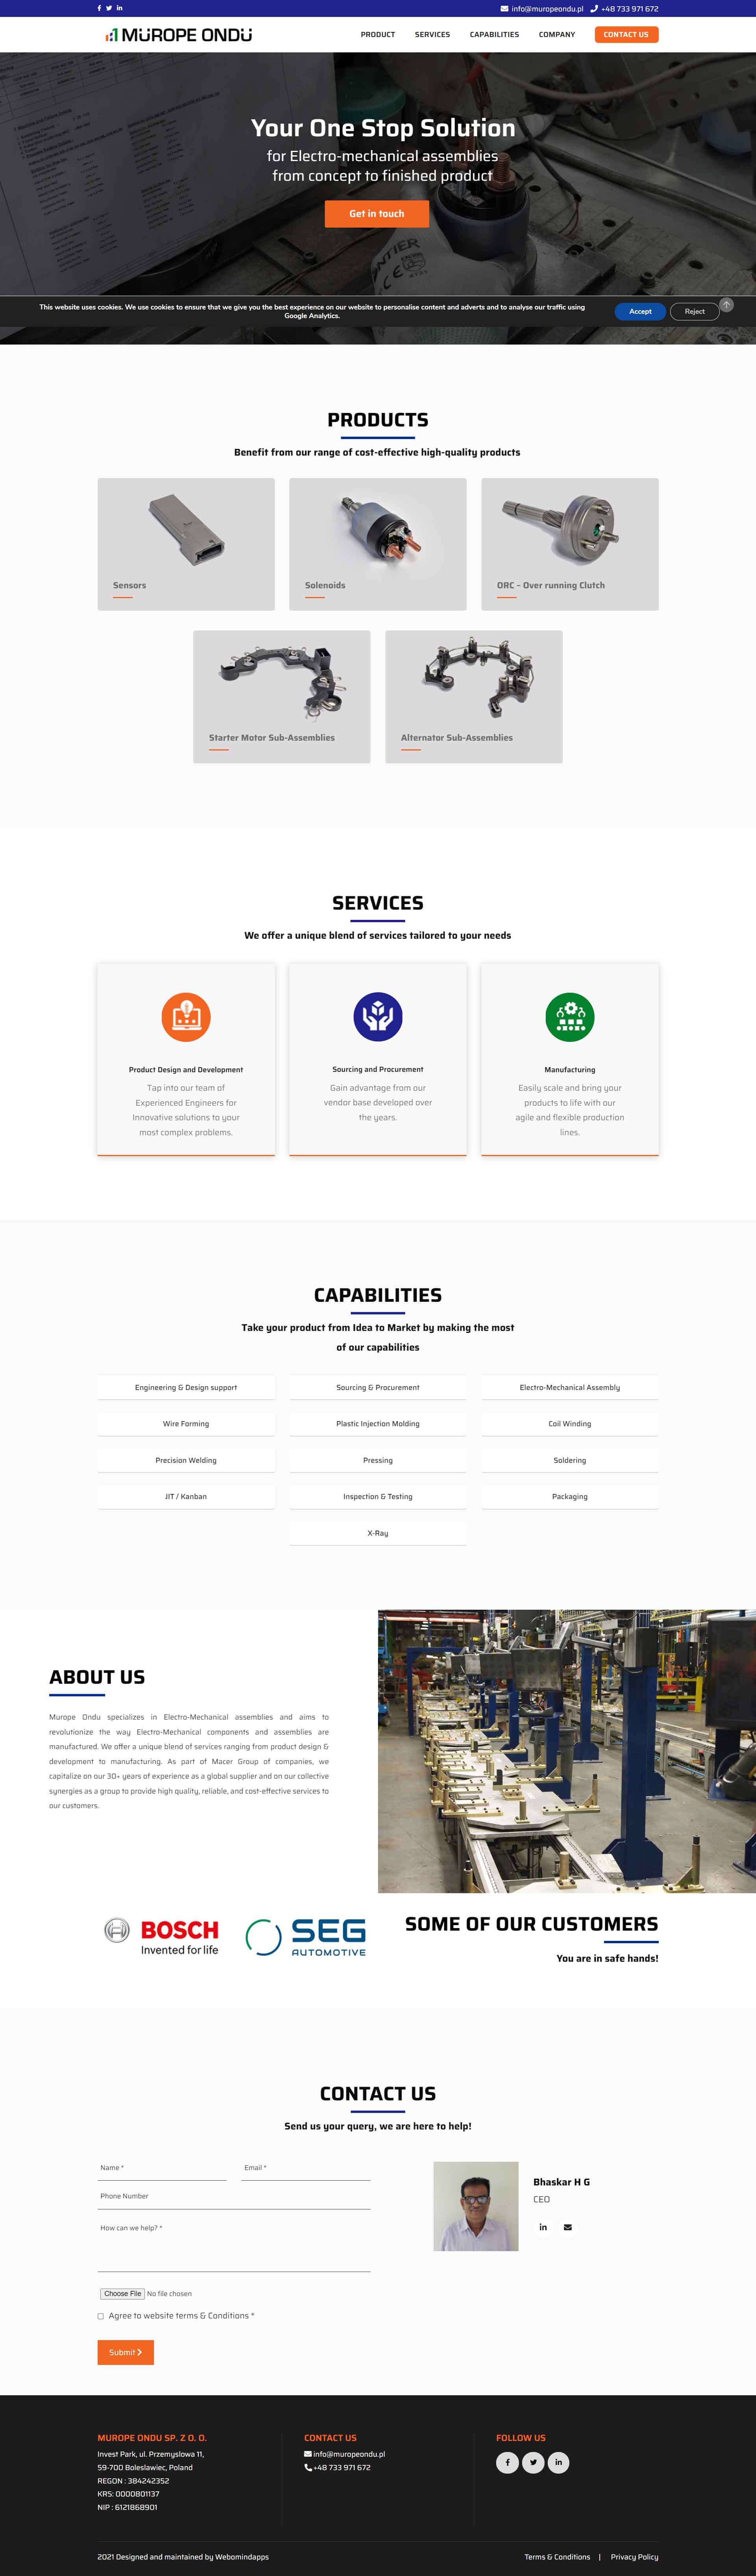 info@muropeondu.pl +48 733 971 672
MUROPE ONDU
PRODUCT SERVICES CAPABILITIES COMPANY CONTACT US
Your One Stop Solution
for Electro-mechanical assemblies
from concept to finished product
Get in touch
This website uses cookies. We use cookies to ensure that we give you the best experience on our website to personalise content and adverts and to analyse our traffic using
Google Analytics.
Accept Reject
PRODUCTS
Benefit from our range of cost-effective high-quality products
Sensors
Solenoids
ORC – Over running Clutch
Starter Motor Sub-Assemblies
Alternator Sub-Assemblies
SERVICES
We offer a unique blend of services tailored to your needs
Product Design and Development
Tap into our team of
Experienced Engineers for
Innovative solutions to your
most complex problems.
Sourcing and Procurement
Gain advantage from our
vendor base developed over
the years.
Manufacturing
Easily scale and bring your
products to life with our
agile and flexible production
lines.
CAPABILITIES
Take your product from Idea to Market by making the most
of our capabilities
Engineering & Design support
Sourcing & Procurement
Electro-Mechanical Assembly
Wire Forming
Plastic Injection Molding
Coil Winding
Precision Welding
Pressing
Soldering
JIT / Kanban
Inspection & Testing
Packaging
X-Ray
ABOUT US
Murope Ondu specializes in Electro-Mechanical assemblies and aims to
revolutionize the way Electro-Mechanical components and assemblies are
manufactured. We offer a unique blend of services ranging from product design &
development to manufacturing. As part of Macer Group of companies, we
capitalize on our 30+ years of experience as a global supplier and on our collective
synergies as a group to provide high quality, reliable, and cost-effective services to
our customers.
BOSCH
Invented for life
SEG
AUTOMOTIVE
SOME OF OUR CUSTOMERS
You are in safe hands!
CONTACT US
Send us your query, we are here to help!
Name *
Email *
Phone Number
How can we help? *
Choose File No file chosen
Agree to website terms & Conditions *
Submit
Bhaskar H G
CEO
MUROPE ONDU SP. Z O. O.
Invest Park, ul. Przemyslowa 11,
59-700 Boleslawiec, Poland
REGON : 384242352
KRS: 0000801137
NIP : 6121868901
CONTACT US
info@muropeondu.pl
+48 733 971 672
FOLLOW US
2021 Designed and maintained by Webomindapps
Terms & Conditions | Privacy Policy